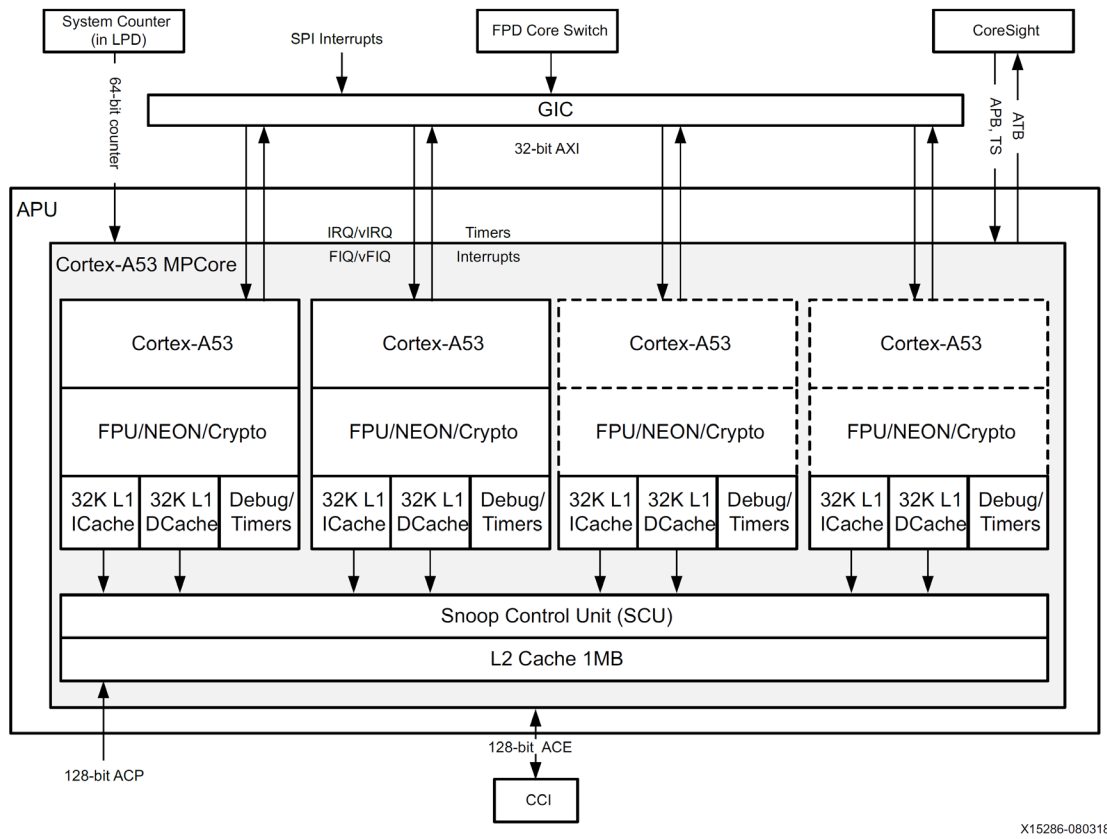 System Counter
(in LPD)
SPI Interrupts
FPD Core Switch
CoreSight
64-bit counter
GIC
APB, TS
ATB
32-bit AXI
APU
IRQ/vIRQ
Timers
FIQ/vFIQ
Interrupts
Cortex-A53 MPCore
Cortex-A53
Cortex-A53
Cortex-A53
Cortex-A53
FPU/NEON/Crypto
FPU/NEON/Crypto
FPU/NEON/Crypto
FPU/NEON/Crypto
32K L1
ICache
32K L1
DCache
Debug/
Timers
32K L1
ICache
32K L1
DCache
Debug/
Timers
32K L1
ICache
32K L1
DCache
Debug/
Timers
32K L1
ICache
32K L1
DCache
Debug/
Timers
Snoop Control Unit (SCU)
L2 Cache 1MB
128-bit ACP
128-bit ACE
CCI
X15286-080318